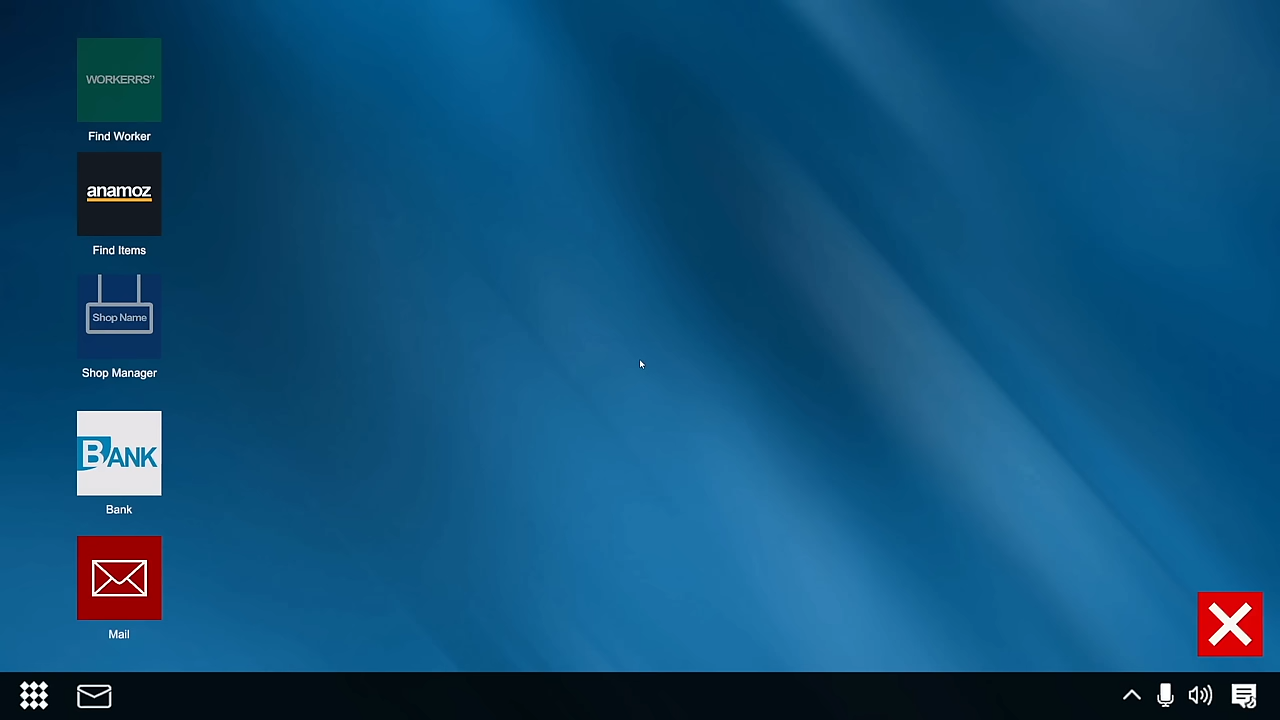 WORKERRS"
Find Worker
anamoz
Find Items
Shop Name
Shop Manager
BANK
Bank
Mail